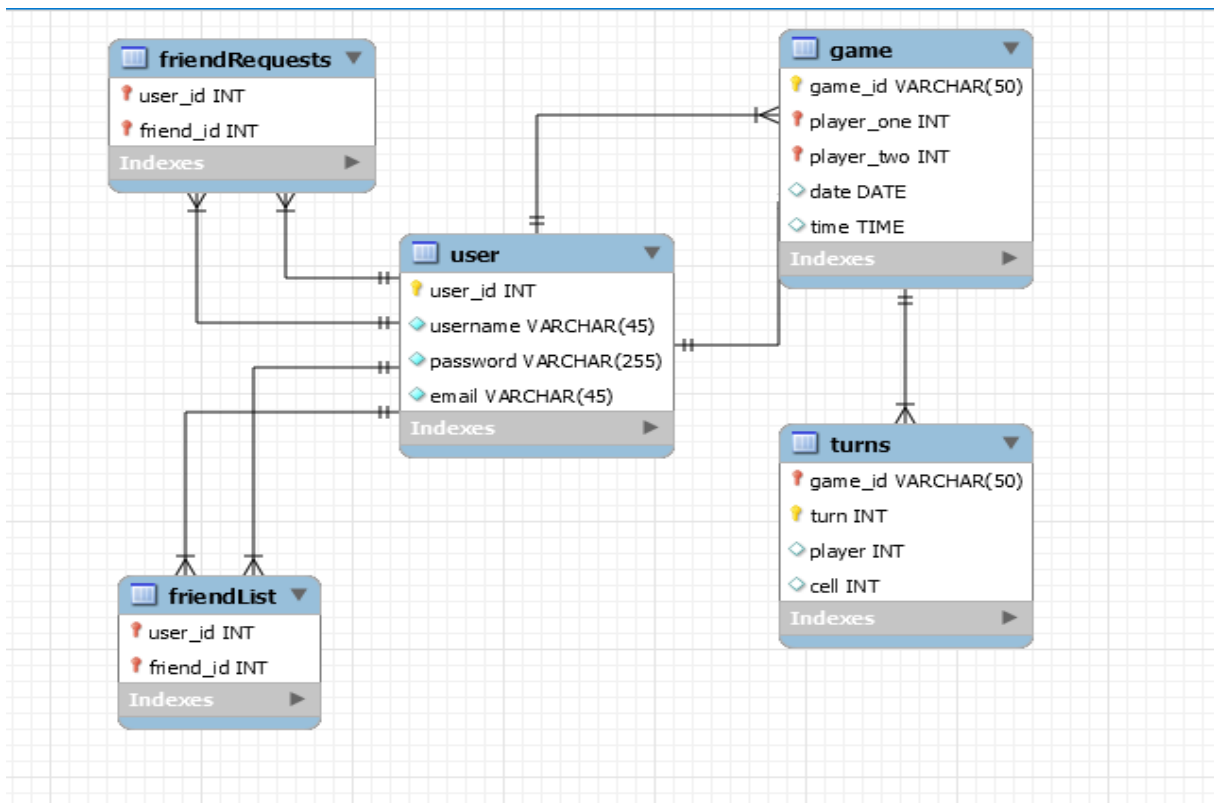 friendRequests
user_id INT
friend_id INT
Indexes
game
game_id VARCHAR(50)
player_one INT
player_two INT
date DATE
time TIME
Indexes
user
user_id INT
username VARCHAR(45)
password VARCHAR(255)
email VARCHAR(45)
Indexes
turns
game_id VARCHAR(50)
turn INT
player INT
cell INT
Indexes
friendList
user_id INT
friend_id INT
Indexes